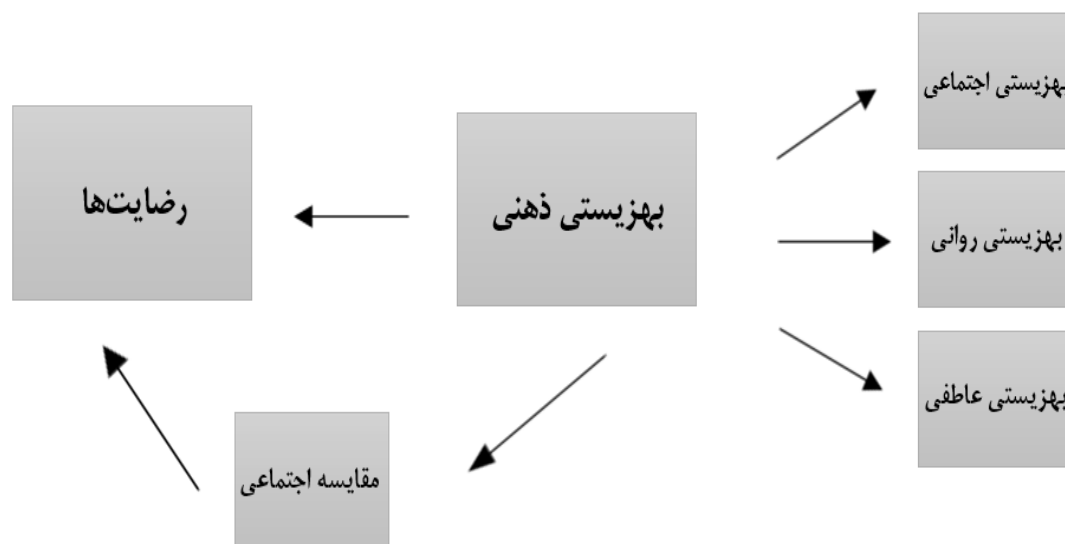 بهزیستی اجتماعی
رضایت‌ها
بهزیستی ذهنی
بهزیستی روانی
بهزیستی عاطفی
مقایسه اجتماعی